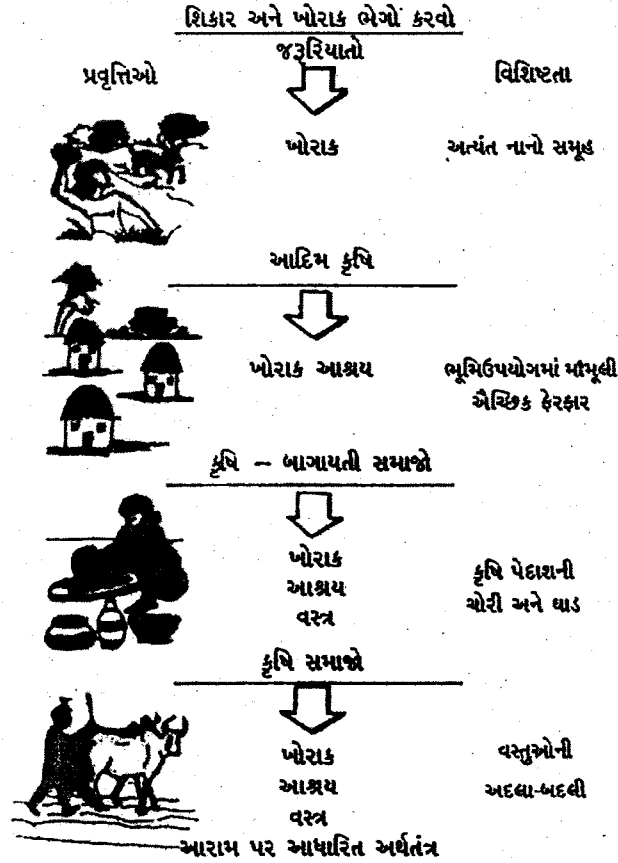 શિકાર અને ખોરાક ભેગોં કરવો
જરૂરિયાતો
પ્રવૃત્તિઓ
વિશિષ્ટતા
ખોરાક
અત્યંત નાનો સમૂહ
આદિમ કૃષિ
ખોરાક આશ્રય
ભૂમિઉપયોગમાં મામૂલી
ઐચ્છિક ફેરફાર
કૃષિ – બાગાયતી સમાજો
ખોરાક
આશ્રય
વસ્ત્ર
કૃષિ પેદાશની
ચોરી અને ધાડ
કૃષિ સમાજો
ખોરાક
આશ્રય
વસ્ત્ર
વસ્તુઓની
અદલા-બદલી
આરામ પર આધારિત અર્થતંત્ર